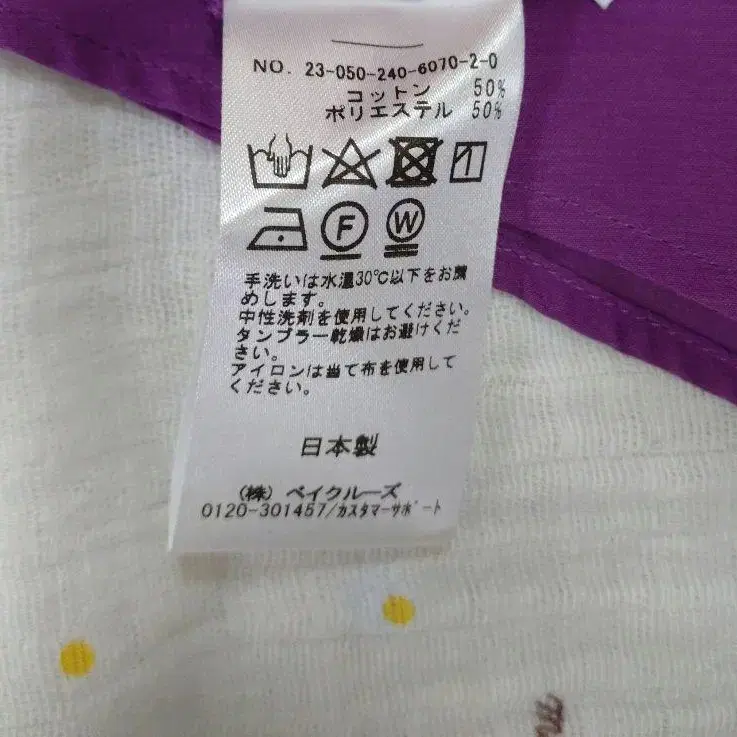 NO. 23-050-240-6070-2-0
コットン 50%
ポリエステル 50%
F W
手洗いは水温30℃以下をお薦
めします。
中性洗剤を使用してください。
タンブラー乾燥はお避けくだ
さい。
アイロンは当て布を使用して
ください。
日本製
(株) ベイクルーズ
0120-301457/ｶｽﾀﾏｰｻﾎﾟｰﾄ